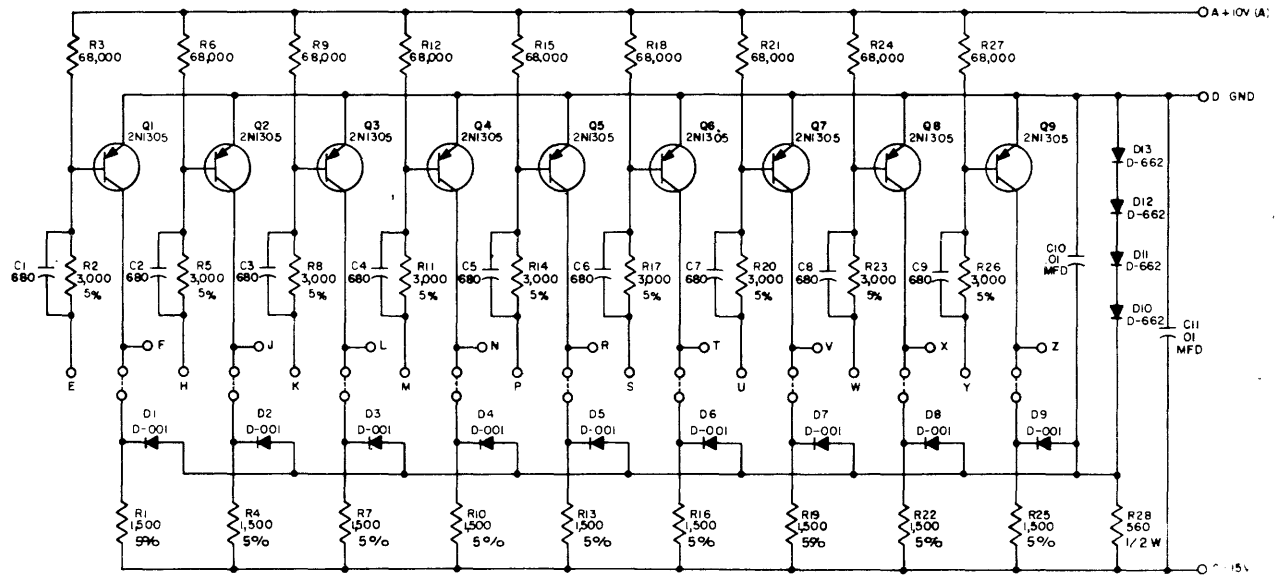 A +10V (A)
R3
68,000
R6
68,000
R9
68,000
R12
68,000
R15
68,000
R18
68,000
R21
68,000
R24
68,000
R27
68,000
D GND
Q1
2N1305
Q2
2N1305
Q3
2N1305
Q4
2N1305
Q5
2N1305
Q6
2N1305
Q7
2N1305
Q8
2N1305
Q9
2N1305
D13
D-662
D12
D-662
D11
D-662
D10
D-662
C1
680
R2
3,000
5%
C2
680
R5
3,000
5%
C3
680
R8
3,000
5%
C4
680
R11
3,000
5%
C5
680
R14
3,000
5%
C6
680
R17
3,000
5%
C7
680
R20
3,000
5%
C8
680
R23
3,000
5%
C9
680
R26
3,000
5%
C10
.01
MFD
C11
.01
MFD
F
J
L
N
R
T
V
X
Z
E
H
K
M
P
S
U
W
Y
D1
D-001
D2
D-001
D3
D-001
D4
D-001
D5
D-001
D6
D-001
D7
D-001
D8
D-001
D9
D-001
R1
1,500
5%
R4
1,500
5%
R7
1,500
5%
R10
1,500
5%
R13
1,500
5%
R16
1,500
5%
R19
1,500
5%
R22
1,500
5%
R25
1,500
5%
R28
560
1/2 W
-15V